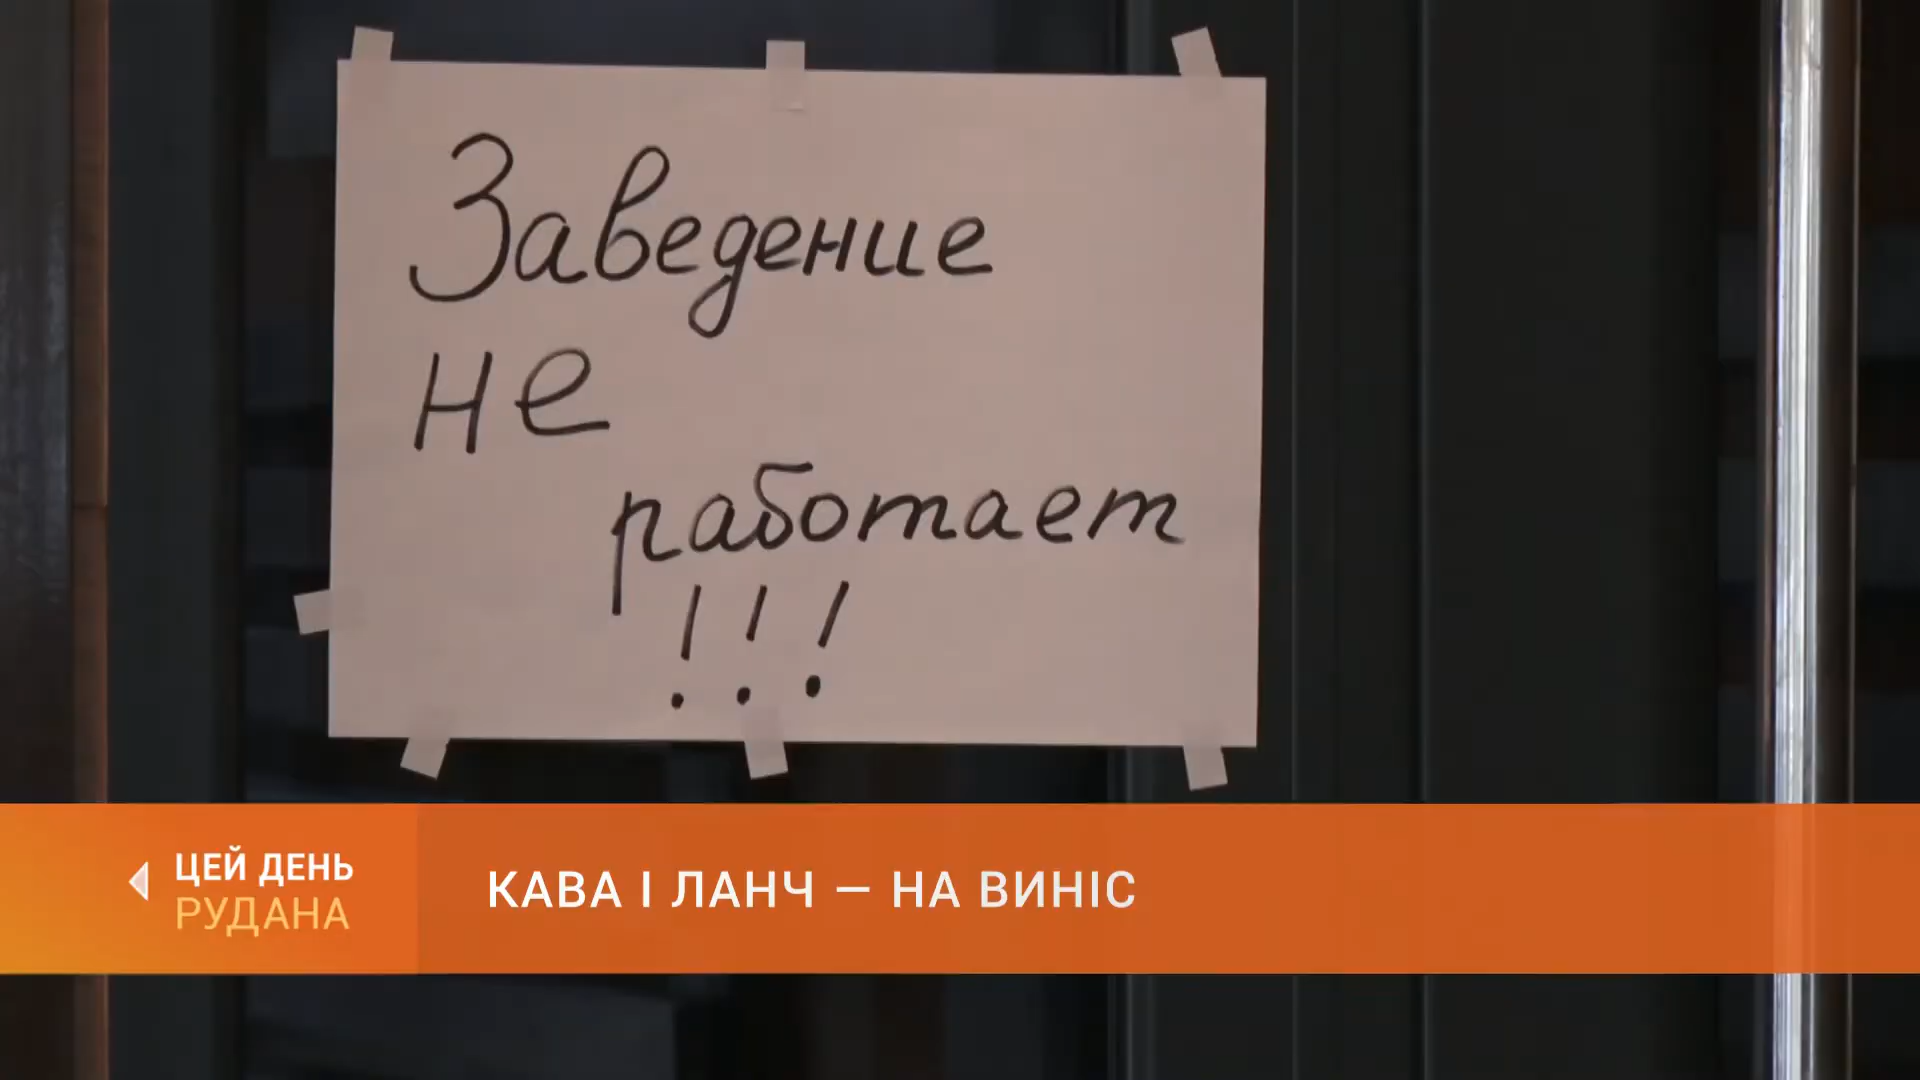 Заведение
не
работает
!!!
ЦЕЙ ДЕНЬ
РУДАНА
КАВА І ЛАНЧ — НА ВИНІС